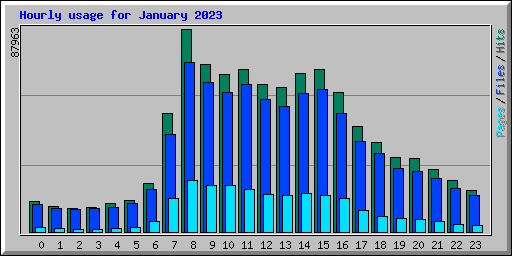 Hourly usage for January 2023
87963
Pages/Files/Hits
0 1 2 3 4 5 6 7 8 9 10 11 12 13 14 15 16 17 18 19 20 21 22 23